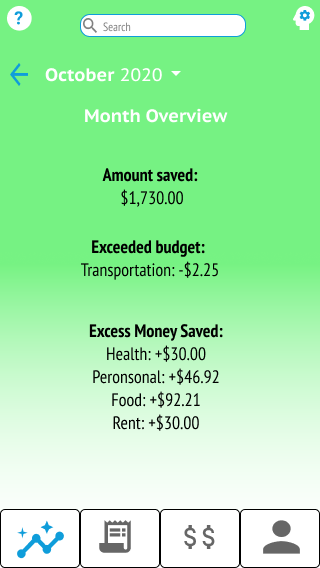 ?
Search
October 2020
Month Overview
Amount saved:
$1,730.00
Exceeded budget:
Transportation: -$2.25
Excess Money Saved:
Health: +$30.00
Peronsonal: +$46.92
Food: +$92.21
Rent: +$30.00
$ $